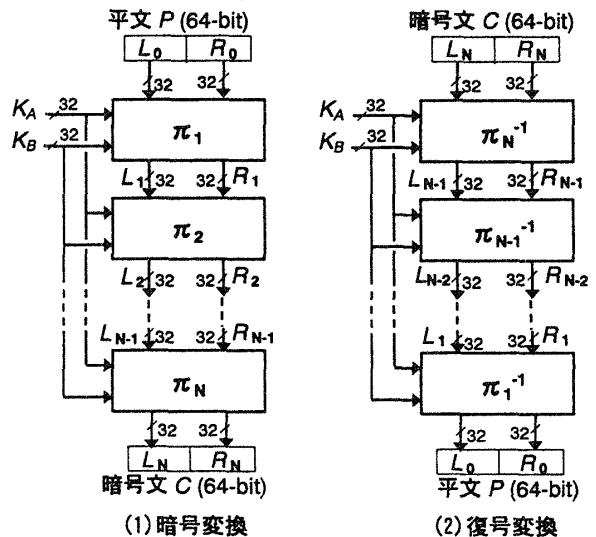 平文 P (64-bit)
L0 R0
32 32
KA 32
KB 32
π1
L1 32 32 R1
π2
L2 32 32 R2
LN-1 32 32 RN-1
πN
32 32
LN RN
暗号文 C (64-bit)
(1)暗号変換
暗号文 C (64-bit)
LN RN
32 32
KA 32
KB 32
πN-1
LN-1 32 32 RN-1
πN-1-1
LN-2 32 32 RN-2
L1 32 32 R1
π1-1
32 32
L0 R0
平文 P (64-bit)
(2)復号変換